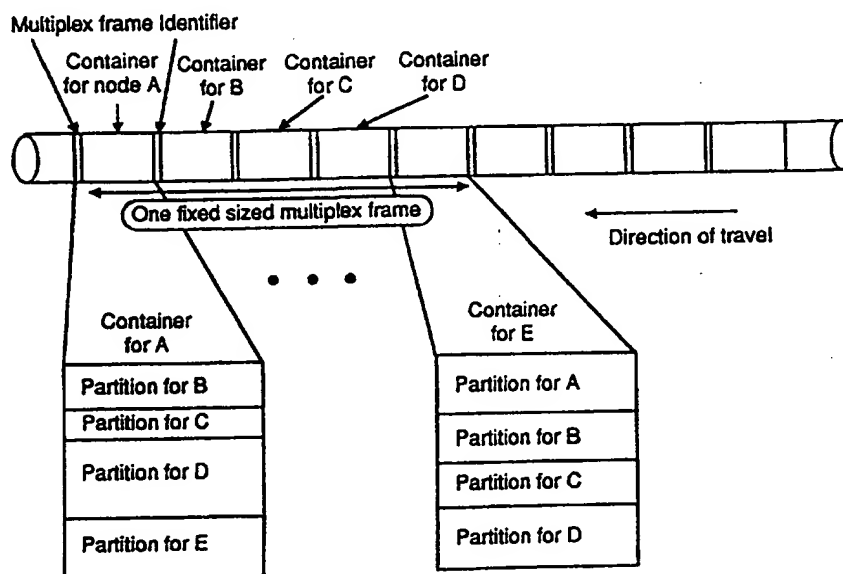 Multiplex frame Identifier
Container
for node A
Container
for B
Container
for C
Container
for D
One fixed sized multiplex frame
Direction of travel
Container
for A
Partition for B
Partition for C
Partition for D
Partition for E
Container
for E
Partition for A
Partition for B
Partition for C
Partition for D